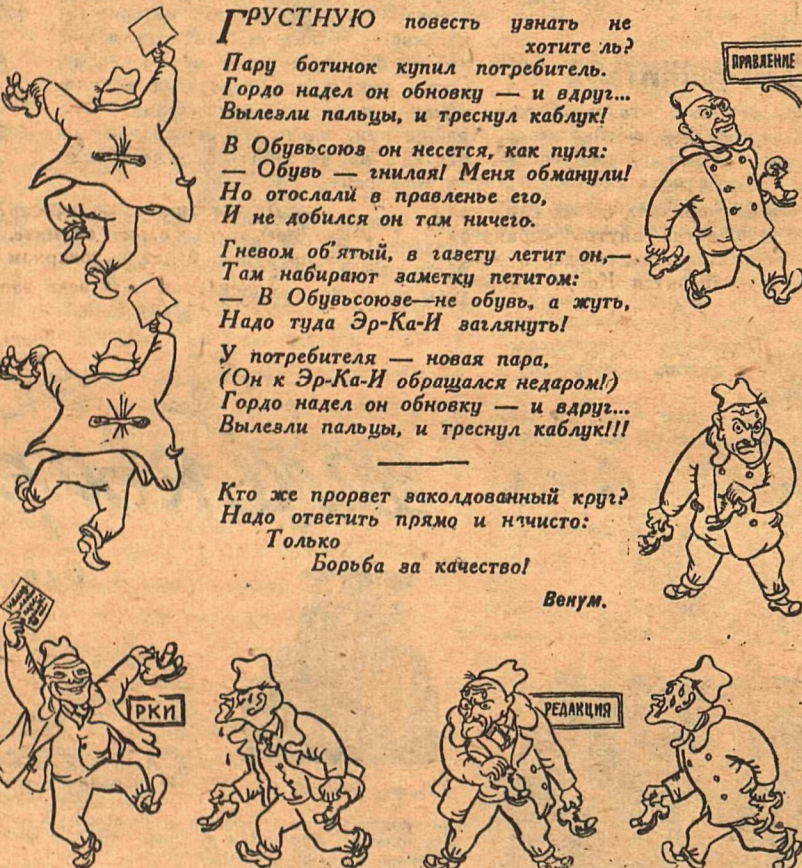 ГРУСТНУЮ повесть узнать не
хотите ль?
Пару ботинок купил потребитель.
Гордо надел он обновку — и вдруг...
Вылезли пальцы, и треснул каблук!
В Обувьсоюз он несется, как пуля:
— Обувь — гнилая! Меня обманули!
Но отослали в правленье его,
И не добился он там ничего.
Гневом об'ятый, в газету летит он,—
Там набирают заметку петитом:
— В Обувьсоюзе—не обувь, а жуть,
Надо туда Эр-Ка-И заглянуть!
У потребителя — новая пара,
(Он к Эр-Ка-И обращался недаром!)
Гордо надел он обновку — и вдруг...
Вылезли пальцы, и треснул каблук!!!
Кто же прорвет заколдованный круг?
Надо ответить прямо и начисто:
Только
Борьба за качество!
Венум.
ПРАВЛЕНИЕ
РЕДАКЦИЯ
РКИ